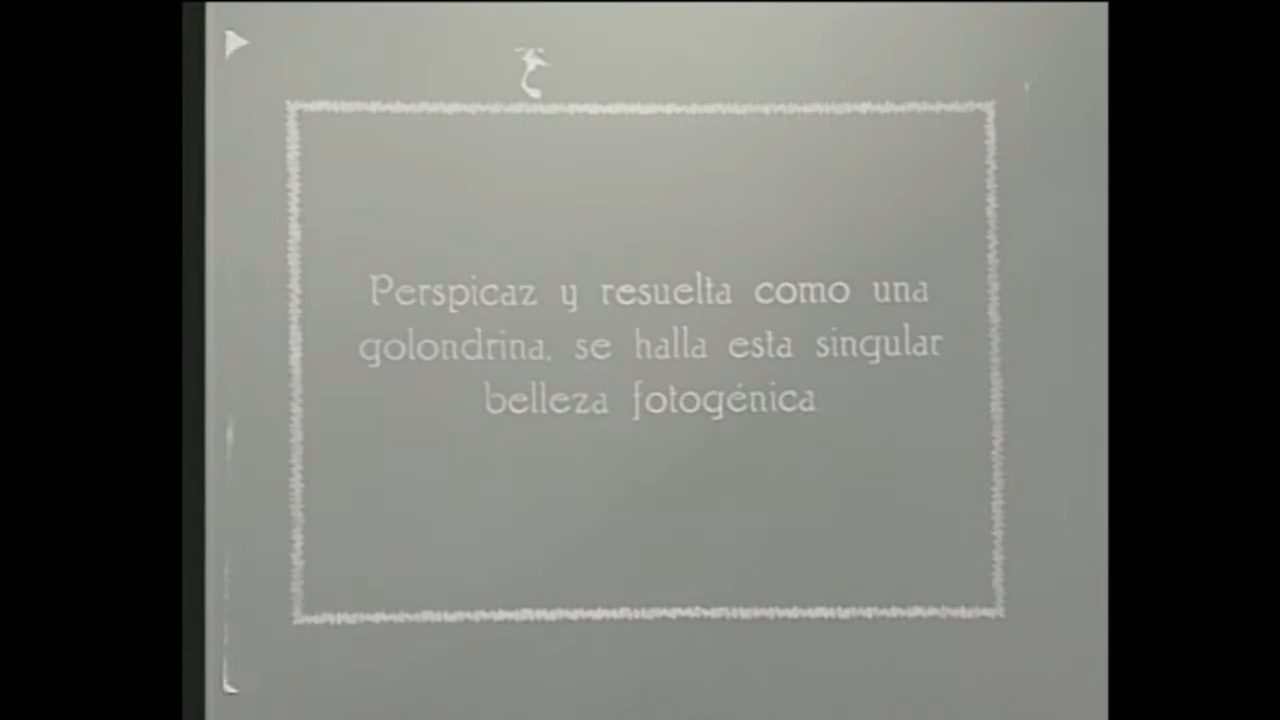 Perspicaz y resuelta como una
golondrina, se halla esta singular
belleza fotogénica